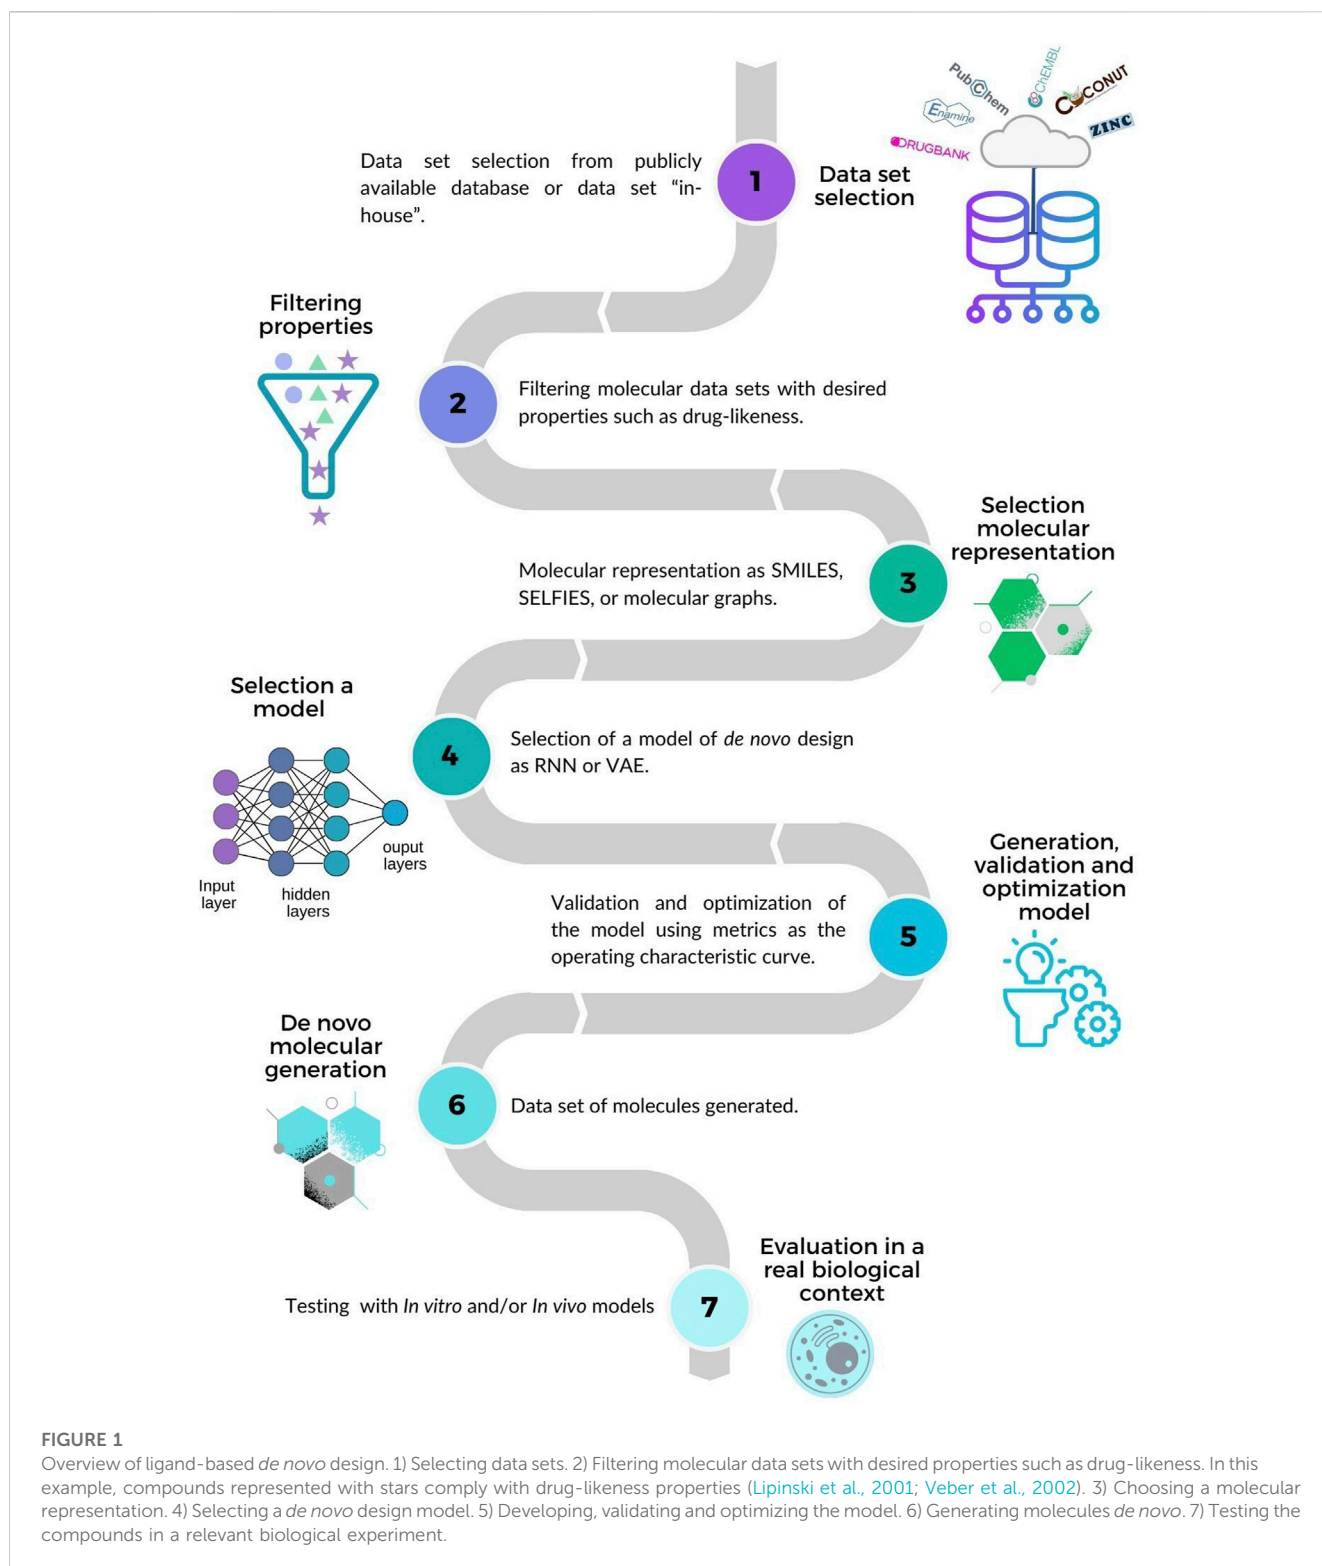 PubChem
ChEMBL
COCONUT
Enamine
ZINC
DRUGBANK
Data set selection from publicly
available database or data set “in-
house”.
1
Data set
selection
Filtering
properties
2
Filtering molecular data sets with desired
properties such as drug-likeness.
Selection
molecular
representation
Molecular representation as SMILES,
SELFIES, or molecular graphs.
3
Selection a
model
4
Selection of a model of de novo design
as RNN or VAE.
Input
layer
hidden
layers
ouput
layers
Generation,
validation and
optimization
model
Validation and optimization of
the model using metrics as the
operating characteristic curve.
5
De novo
molecular
generation
6
Data set of molecules generated.
Evaluation in a
real biological
context
Testing with In vitro and/or In vivo models
7
FIGURE 1
Overview of ligand-based de novo design. 1) Selecting data sets. 2) Filtering molecular data sets with desired properties such as drug-likeness. In this
example, compounds represented with stars comply with drug-likeness properties (Lipinski et al., 2001; Veber et al., 2002). 3) Choosing a molecular
representation. 4) Selecting a de novo design model. 5) Developing, validating and optimizing the model. 6) Generating molecules de novo. 7) Testing the
compounds in a relevant biological experiment.